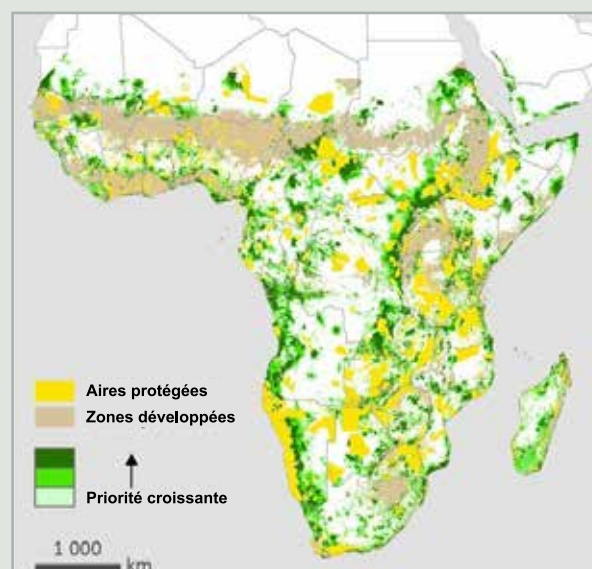 Aires protégées
Zones développées
Priorité croissante
1 000
km